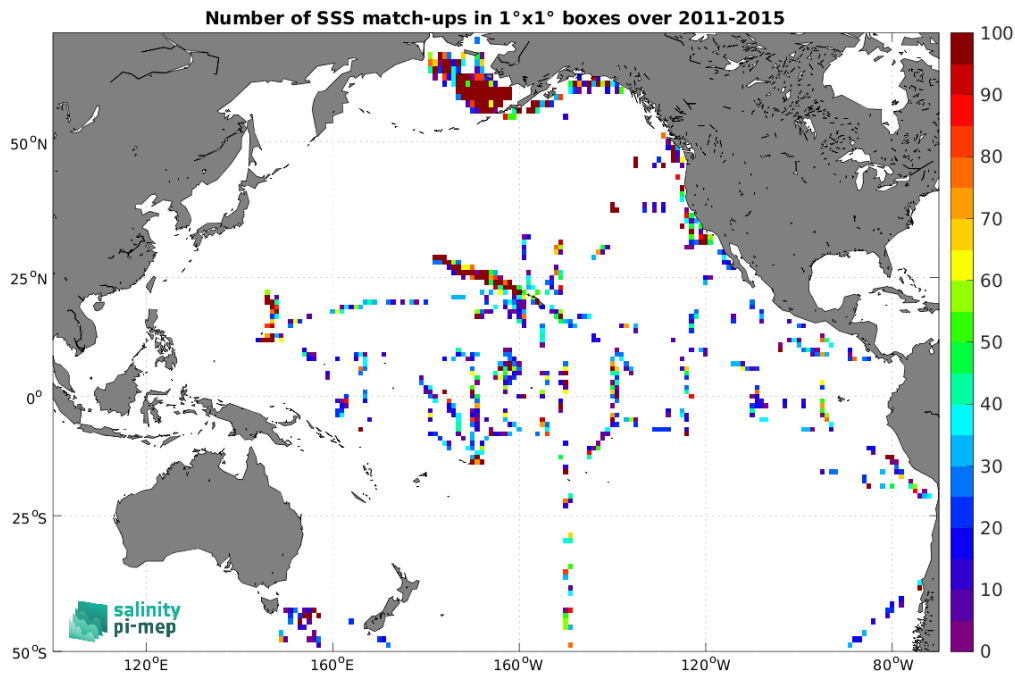 Number of SSS match-ups in 1°x1° boxes over 2011-2015
50°N
25°N
0°
25°S
50°S
120°E
160°E
160°W
120°W
80°W
100
90
80
70
60
50
40
30
20
10
0
salinity
pi-mep